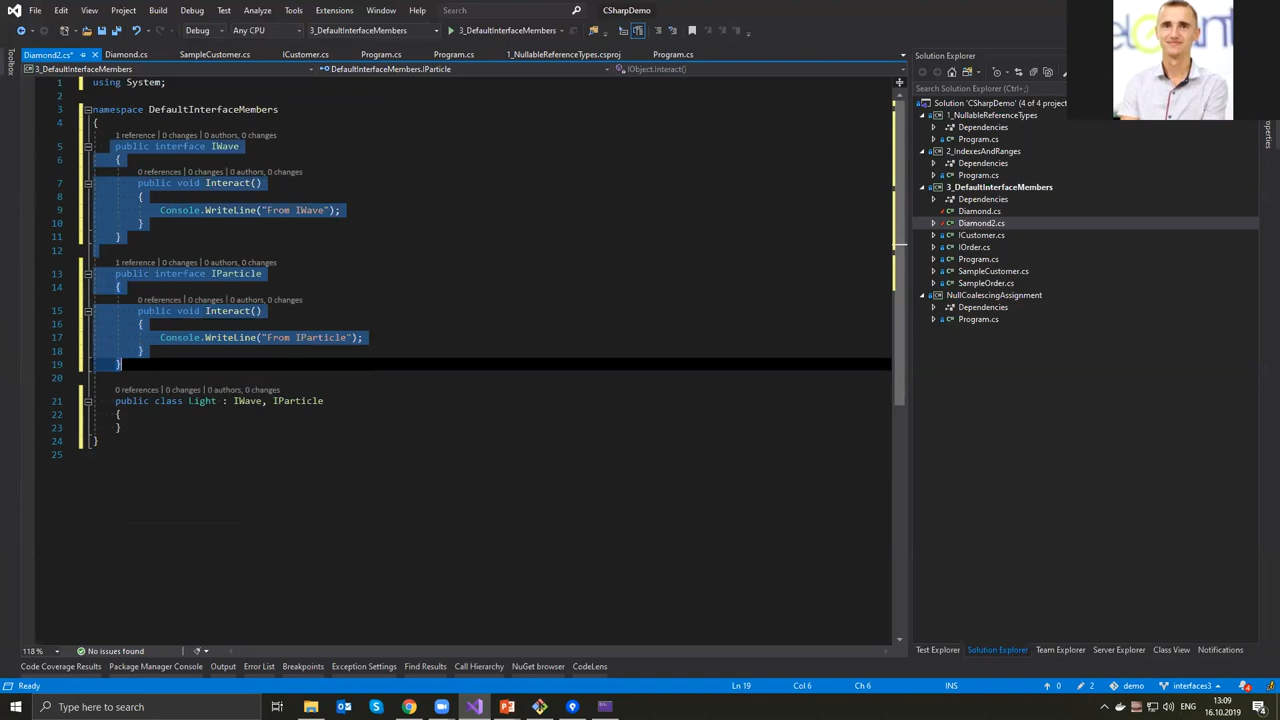 File Edit View Project Build Debug Test Analyze Tools Extensions Window Help Search CSharpDemo
Debug Any CPU 3_DefaultInterfaceMembers 3_DefaultInterfaceMembers
Diamond2.cs* Diamond.cs SampleCustomer.cs ICustomer.cs Program.cs Program.cs 1_NullableReferenceTypes.csproj Program.cs
3_DefaultInterfaceMembers DefaultInterfaceMembers.IParticle IObject.Interact()
Toolbox
1 using System;
2
3 namespace DefaultInterfaceMembers
4 {
1 reference | 0 changes | 0 authors, 0 changes
5 public interface IWave
6 {
0 references | 0 changes | 0 authors, 0 changes
7 public void Interact()
8 {
9 Console.WriteLine("From IWave");
10 }
11 }
12
1 reference | 0 changes | 0 authors, 0 changes
13 public interface IParticle
14 {
0 references | 0 changes | 0 authors, 0 changes
15 public void Interact()
16 {
17 Console.WriteLine("From IParticle");
18 }
19 }
20
0 references | 0 changes | 0 authors, 0 changes
21 public class Light : IWave, IParticle
22 {
23 }
24 }
25
Solution Explorer
Search Solution Explorer (Ctrl+;)
Solution 'CSharpDemo' (4 of 4 project
1_NullableReferenceTypes
Dependencies
Program.cs
2_IndexesAndRanges
Dependencies
Program.cs
3_DefaultInterfaceMembers
Dependencies
Diamond.cs
Diamond2.cs
ICustomer.cs
IOrder.cs
Program.cs
SampleCustomer.cs
SampleOrder.cs
NullCoalescingAssignment
Dependencies
Program.cs
Properties
118 % No issues found
Test Explorer Solution Explorer Team Explorer Server Explorer Class View Notifications
Code Coverage Results Package Manager Console Output Error List Breakpoints Exception Settings Find Results Call Hierarchy NuGet browser CodeLens
Ready Ln 19 Col 6 Ch 6 INS 0 2 demo interfaces3
Type here to search ENG
13:09
16.10.2019